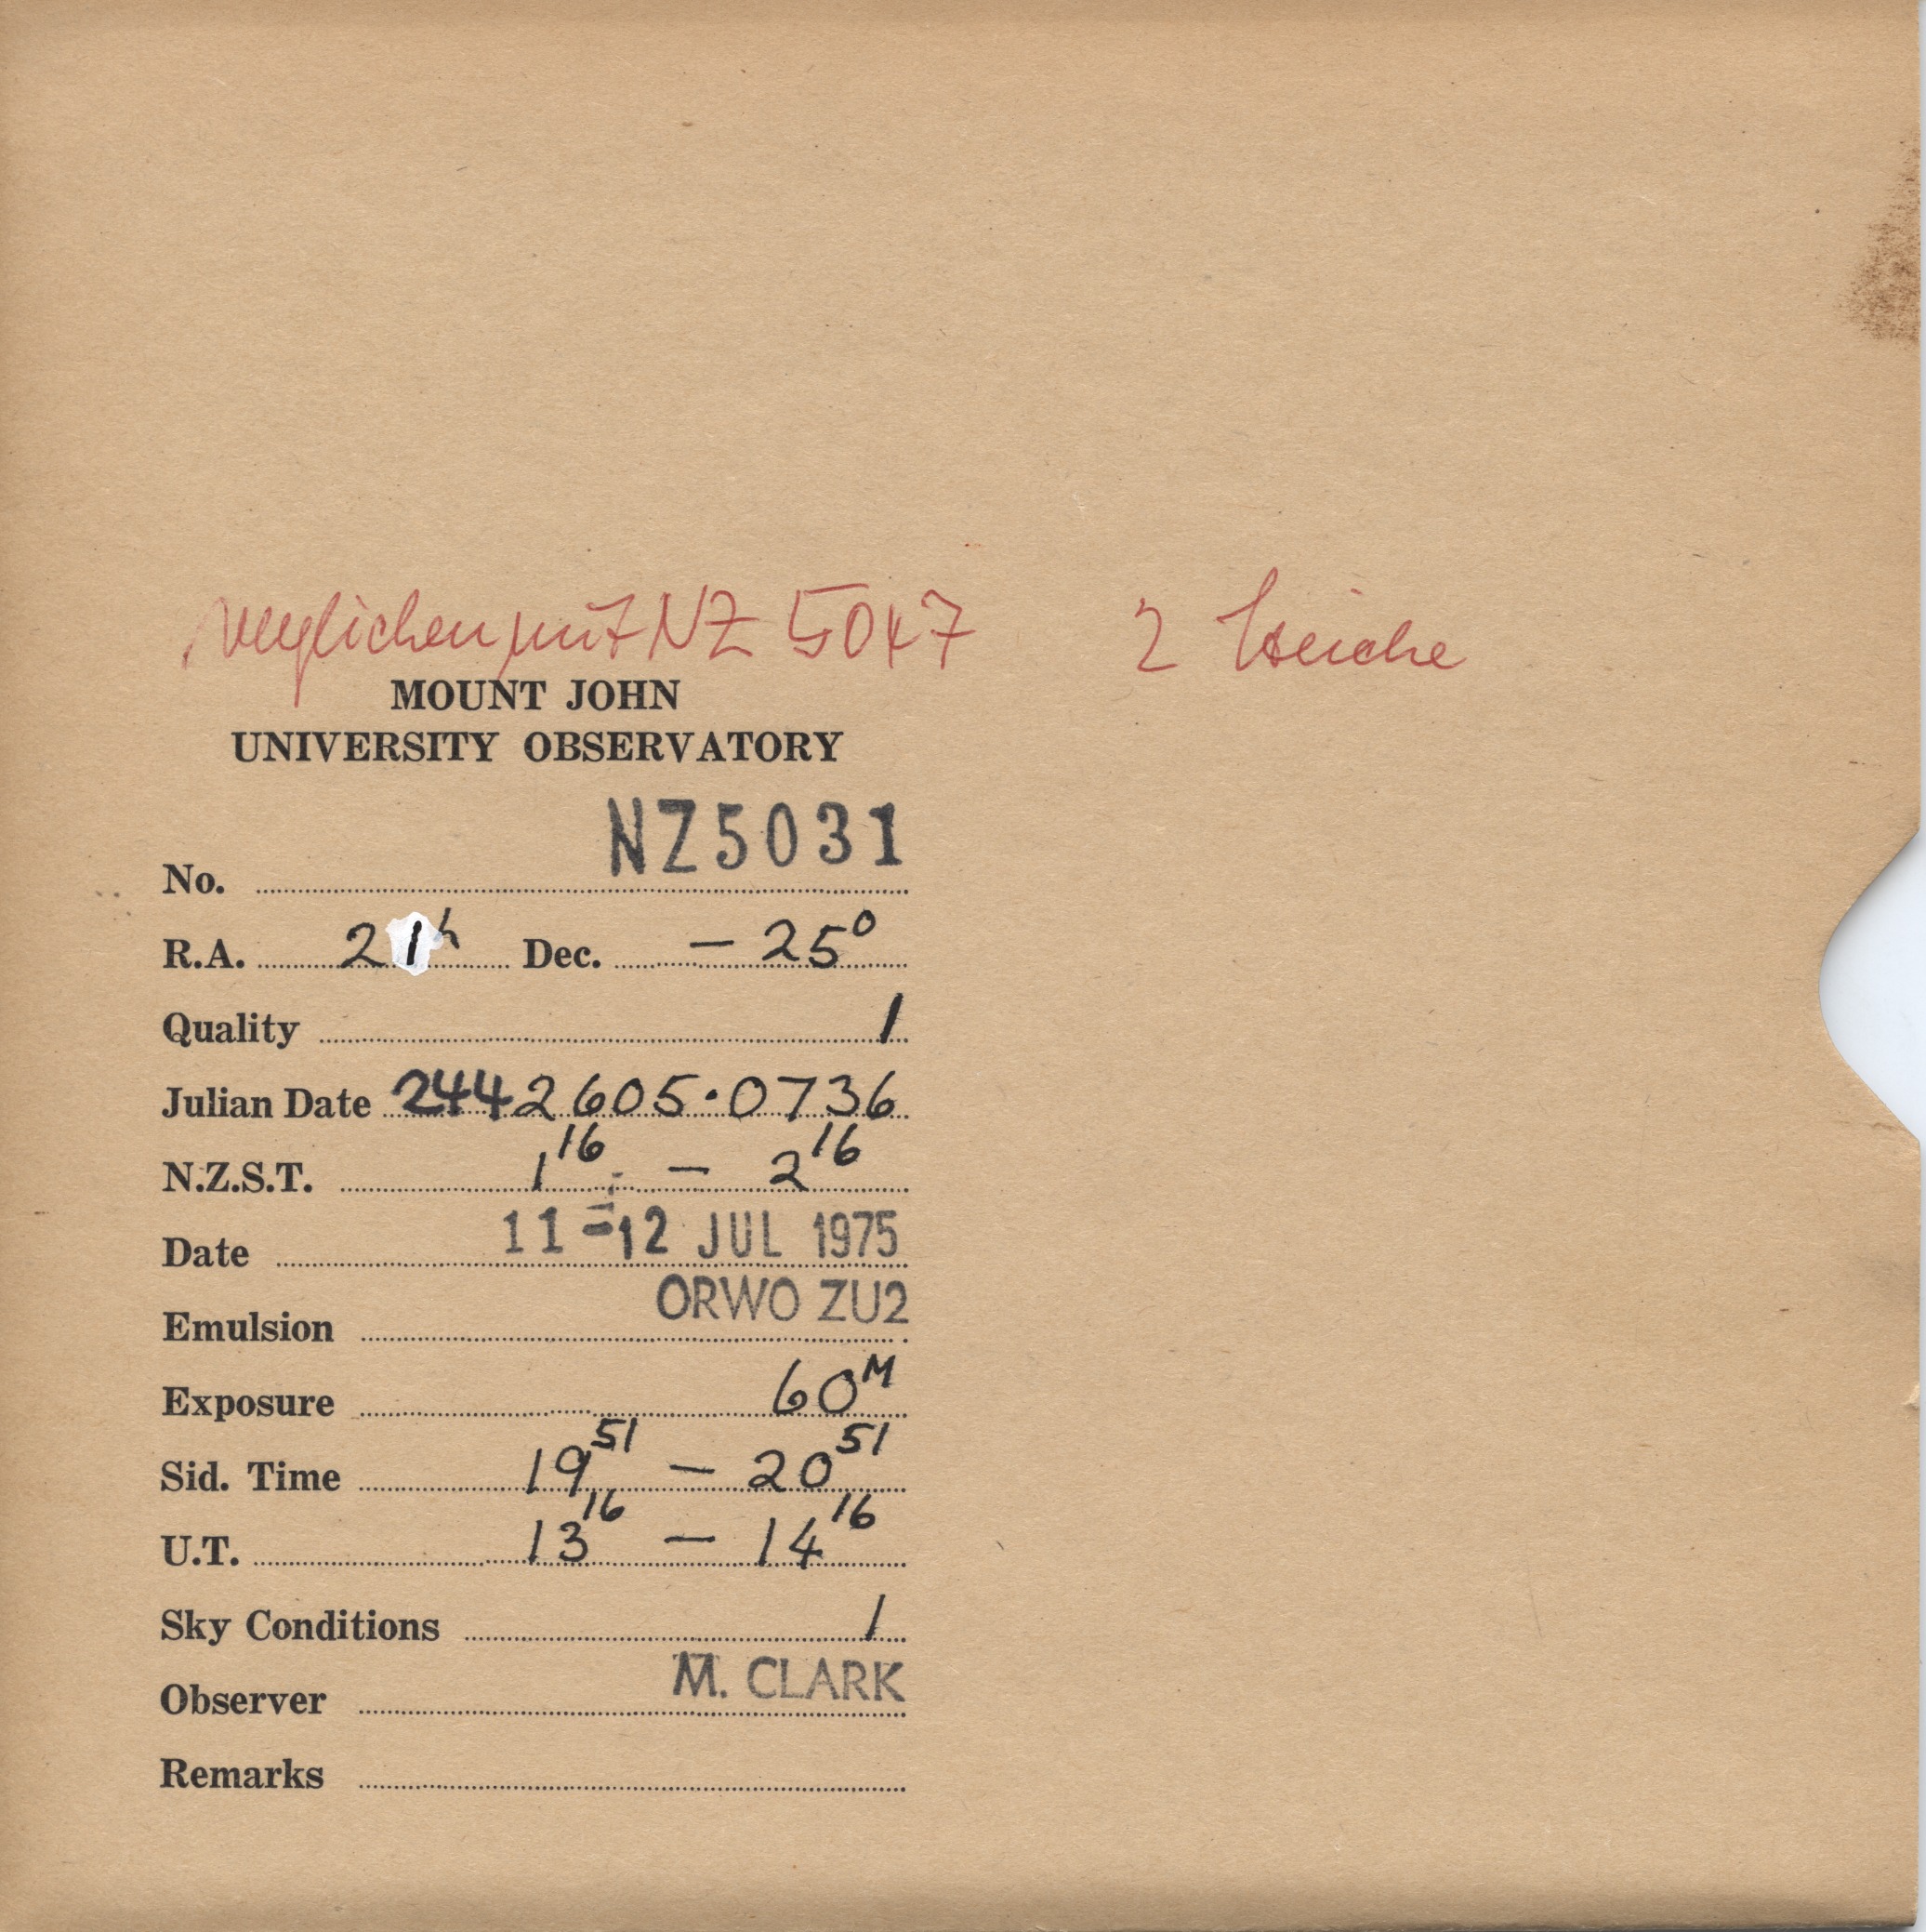 verglichen mit NZ 5047 2 Striche
MOUNT JOHN
UNIVERSITY OBSERVATORY
No. NZ5031
R.A. 21h Dec. – 25°
Quality 1
Julian Date 2442605·0736
N.Z.S.T. 1 16 – 2 16
Date 11 – 12 JUL 1975
Emulsion ORWO ZU2
Exposure 60M
Sid. Time 19 51 – 20 51
U.T. 13 16 – 14 16
Sky Conditions 1
Observer M. CLARK
Remarks